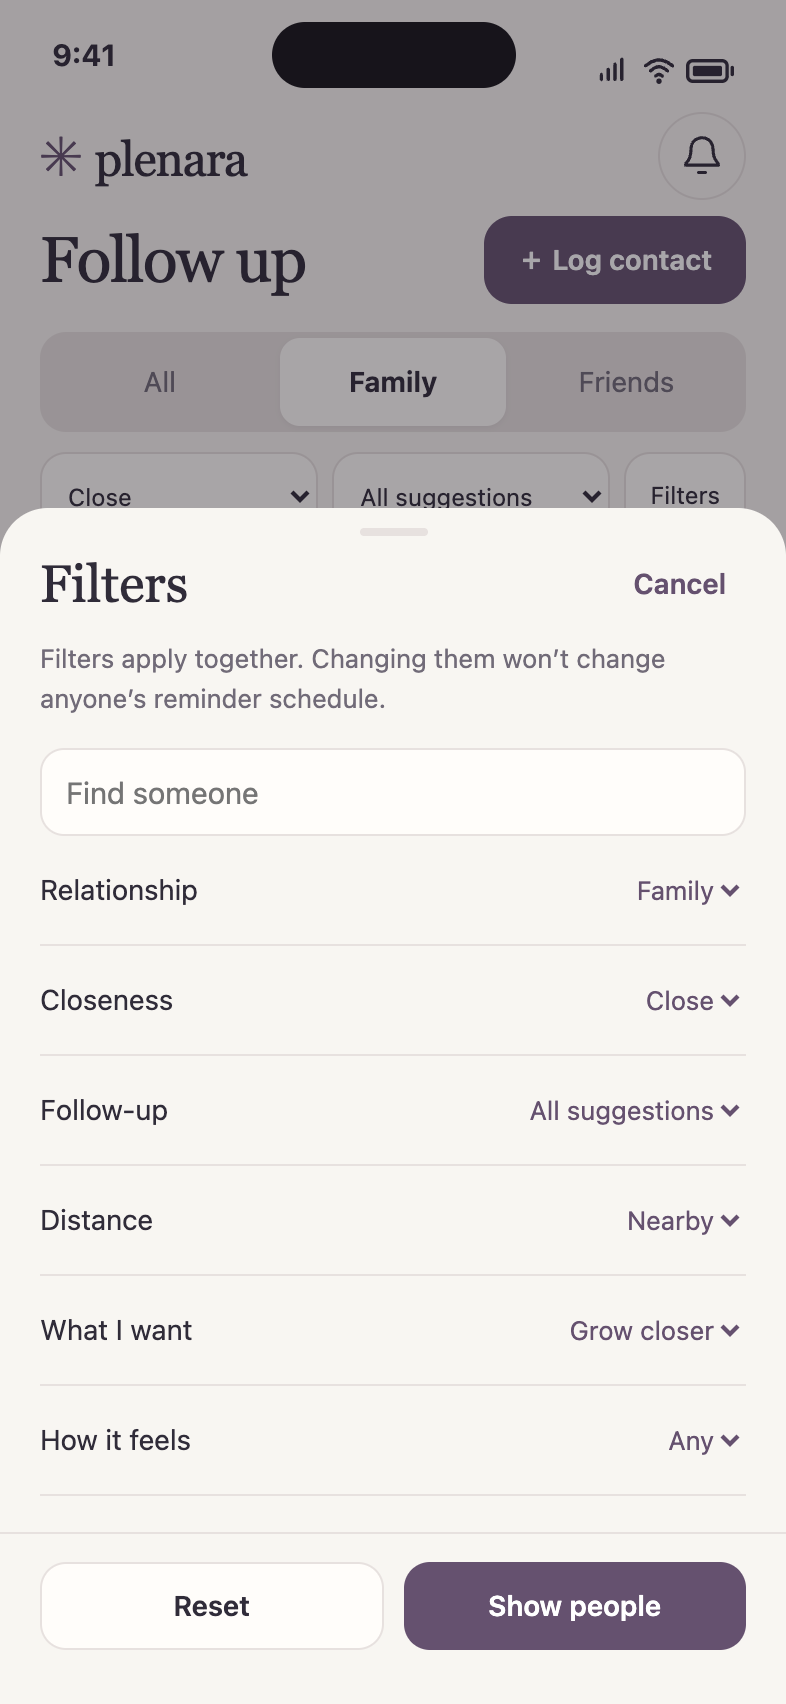 9:41
plenara
Follow up
+ Log contact
All
Family
Friends
Close
All suggestions
Filters
Filters
Cancel
Filters apply together. Changing them won’t change
anyone’s reminder schedule.
Find someone
Relationship
Family
Closeness
Close
Follow-up
All suggestions
Distance
Nearby
What I want
Grow closer
How it feels
Any
Reset
Show people